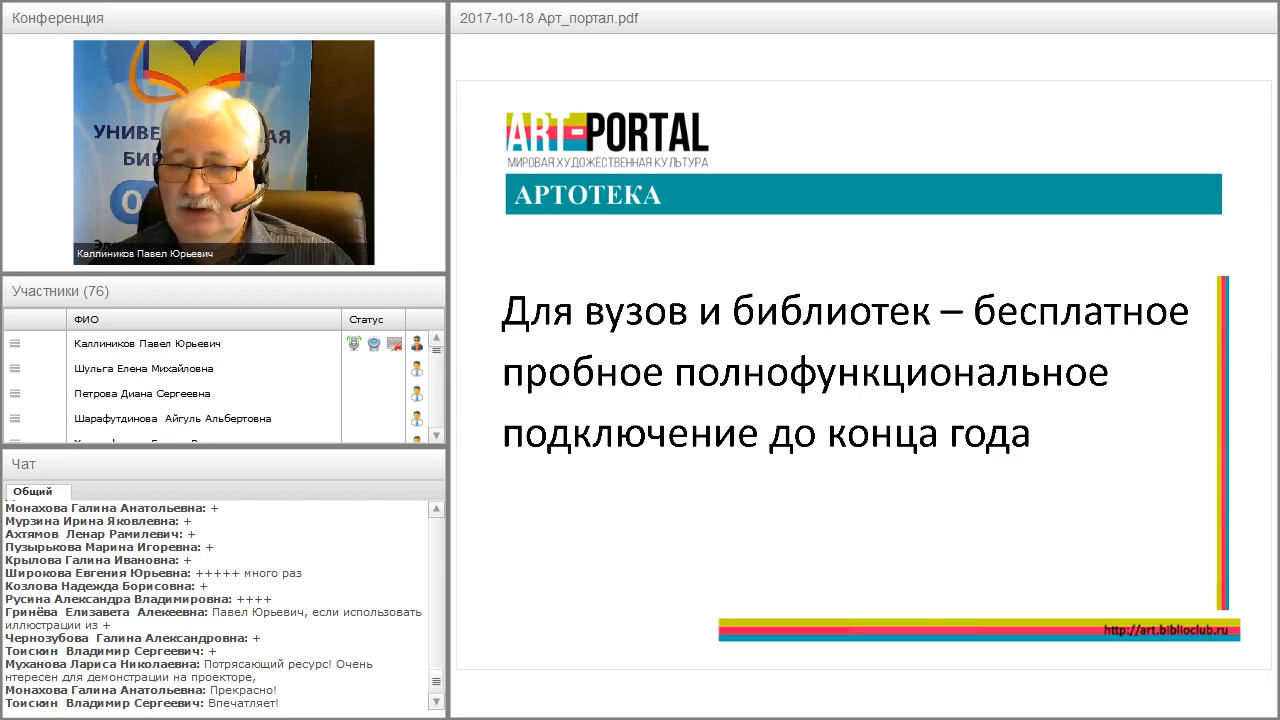 Конференция
УНИВЕ
АЯ
БИ
Каллиников Павел Юрьевич
Участники (76)
ФИО
Статус
Каллиников Павел Юрьевич
Шульга Елена Михайловна
Петрова Диана Сергеевна
Шарафутдинова Айгуль Альбертовна
Чат
Общий
Монахова Галина Анатольевна: +
Мурзина Ирина Яковлевна: +
Ахтямов Ленар Рамилевич: +
Пузырькова Марина Игоревна: +
Крылова Галина Ивановна: +
Широкова Евгения Юрьевна: +++++ много раз
Козлова Надежда Борисовна: +
Русина Александра Владимировна: ++++
Гринёва Елизавета Алекеевна: Павел Юрьевич, если использовать
иллюстрации из +
Чернозубова Галина Александровна: +
Тоискин Владимир Сергеевич: +
Муханова Лариса Николаевна: Потрясающий ресурс! Очень
нтересен для демонстрации на проекторе,
Монахова Галина Анатольевна: Прекрасно!
Тоискин Владимир Сергеевич: Впечатляет!
2017-10-18 Арт_портал.pdf
ART-PORTAL
МИРОВАЯ ХУДОЖЕСТВЕННАЯ КУЛЬТУРА
АРТОТЕКА
Для вузов и библиотек – бесплатное
пробное полнофункциональное
подключение до конца года
http://art.biblioclub.ru